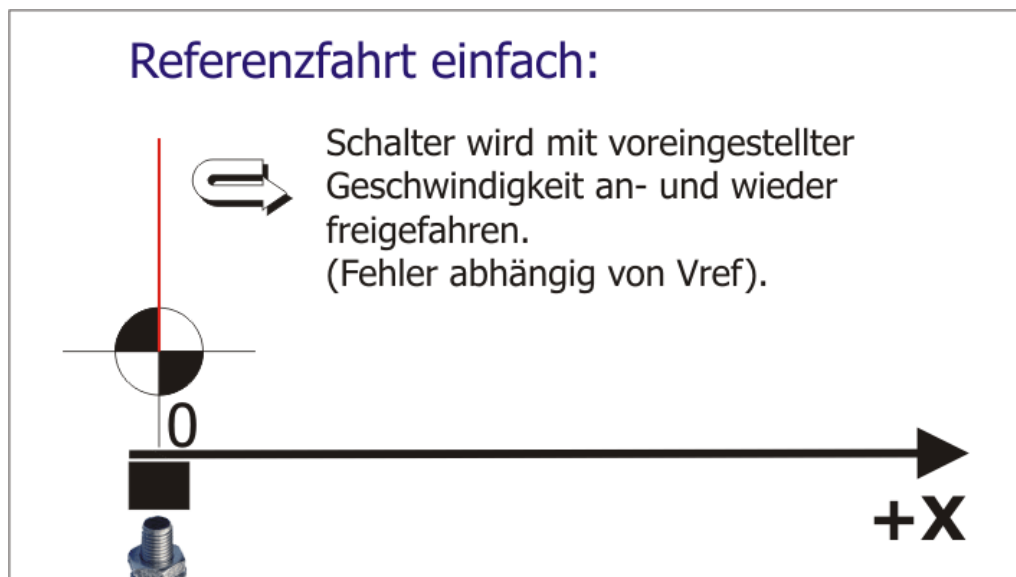 Referenzfahrt einfach:
Schalter wird mit voreingestellter
Geschwindigkeit an- und wieder
freigefahren.
(Fehler abhängig von Vref).
0
+X